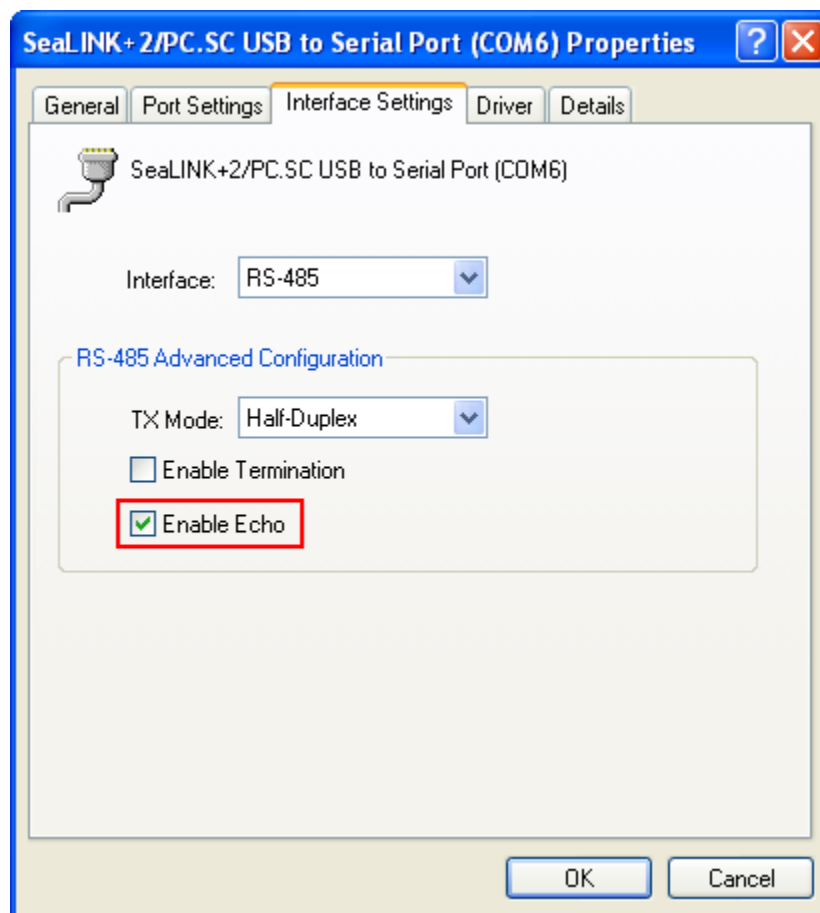 SeaLINK+2/PC.SC USB to Serial Port (COM6) Properties
General Port Settings Interface Settings Driver Details
SeaLINK+2/PC.SC USB to Serial Port (COM6)
Interface: RS-485
RS-485 Advanced Configuration
TX Mode: Half-Duplex
Enable Termination
Enable Echo
OK Cancel